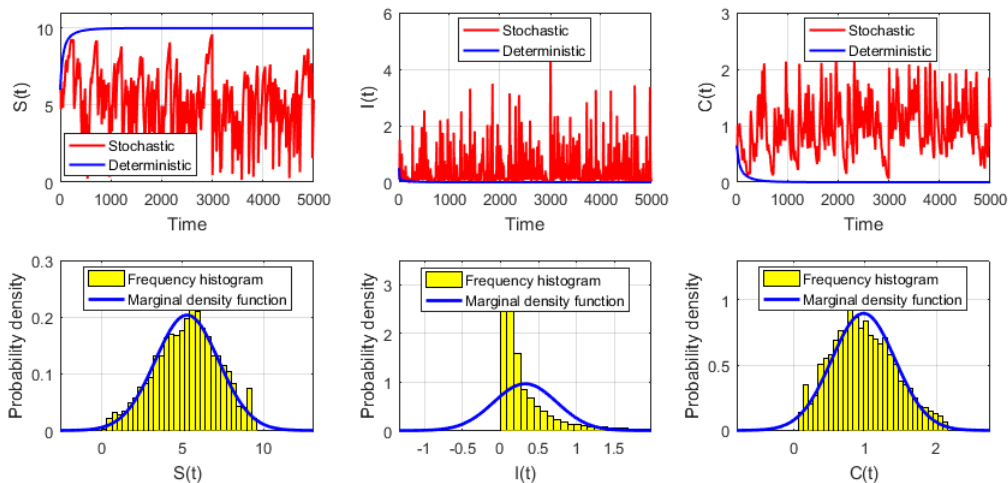 S(t)
10
5
0
Stochastic
Deterministic
0 1000 2000 3000 4000 5000
Time
I(t)
6
4
2
0
Stochastic
Deterministic
0 1000 2000 3000 4000 5000
Time
C(t)
3
2
1
0
Stochastic
Deterministic
0 1000 2000 3000 4000 5000
Time
Probability density
0.3
0.2
0.1
0
Frequency histogram
Marginal density function
0 5 10
S(t)
Probability density
3
2
1
0
Frequency histogram
Marginal density function
-1 -0.5 0 0.5 1 1.5
I(t)
Probability density
1
0.5
0
Frequency histogram
Marginal density function
0 1 2
C(t)